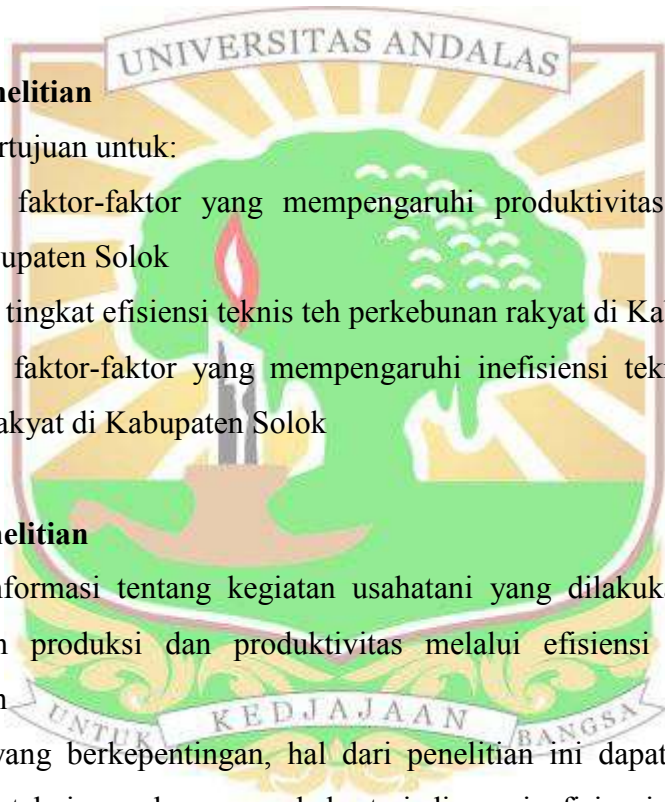 UNIVERSITAS ANDALAS
nelitian
ertujuan untuk:
faktor-faktor yang mempengaruhi produktivitas
upaten Solok
tingkat efisiensi teknis teh perkebunan rakyat di Ka
faktor-faktor yang mempengaruhi inefisiensi tek
akyat di Kabupaten Solok
nelitian
nformasi tentang kegiatan usahatani yang dilakuka
produksi dan produktivitas melalui efisiensi
UNTUK KEDJAJAAN BANGSA
yang berkepentingan, hal dari penelitian ini dapat